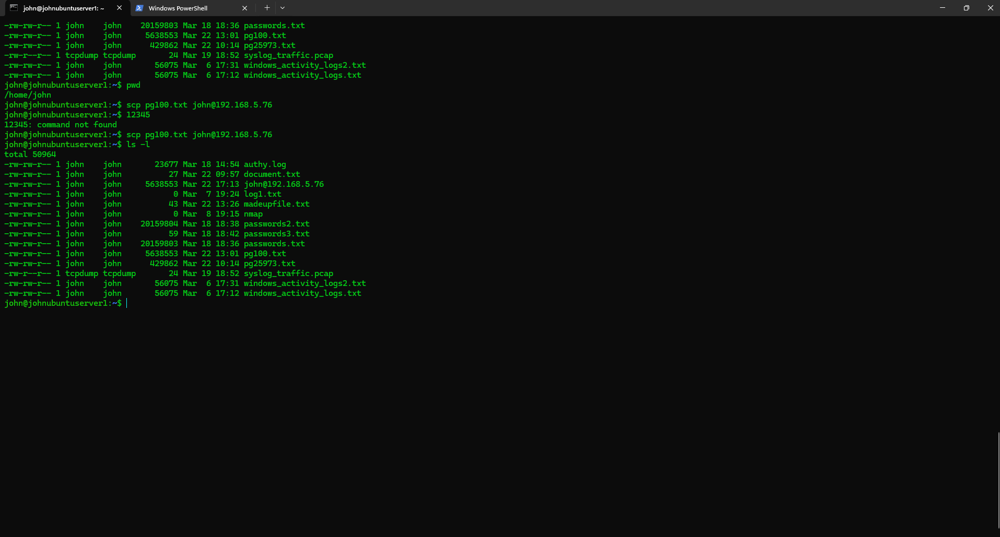 john@johnubuntuserver1: ~
Windows PowerShell
-rw-rw-r-- 1 john    john    20159803 Mar 18 18:36 passwords.txt
-rw-rw-r-- 1 john    john     5638553 Mar 22 13:01 pg100.txt
-rw-rw-r-- 1 john    john      429862 Mar 22 10:14 pg25973.txt
-rw-r--r-- 1 tcpdump tcpdump       24 Mar 19 18:52 syslog_traffic.pcap
-rw-rw-r-- 1 john    john       56075 Mar  6 17:31 windows_activity_logs2.txt
-rw-rw-r-- 1 john    john       56075 Mar  6 17:12 windows_activity_logs.txt
john@johnubuntuserver1:~$ pwd
/home/john
john@johnubuntuserver1:~$ scp pg100.txt john@192.168.5.76
john@johnubuntuserver1:~$ 12345
12345: command not found
john@johnubuntuserver1:~$ scp pg100.txt john@192.168.5.76
john@johnubuntuserver1:~$ ls -l
total 50964
-rw-rw-r-- 1 john    john       23677 Mar 18 14:54 authy.log
-rw-rw-r-- 1 john    john          27 Mar 22 09:57 document.txt
-rw-rw-r-- 1 john    john     5638553 Mar 22 17:13 john@192.168.5.76
-rw-rw-r-- 1 john    john           0 Mar  7 19:24 log1.txt
-rw-rw-r-- 1 john    john          43 Mar 22 13:26 madeupfile.txt
-rw-rw-r-- 1 john    john           0 Mar  8 19:15 nmap
-rw-rw-r-- 1 john    john    20159804 Mar 18 18:38 passwords2.txt
-rw-rw-r-- 1 john    john          59 Mar 18 18:42 passwords3.txt
-rw-rw-r-- 1 john    john    20159803 Mar 18 18:36 passwords.txt
-rw-rw-r-- 1 john    john     5638553 Mar 22 13:01 pg100.txt
-rw-rw-r-- 1 john    john      429862 Mar 22 10:14 pg25973.txt
-rw-r--r-- 1 tcpdump tcpdump       24 Mar 19 18:52 syslog_traffic.pcap
-rw-rw-r-- 1 john    john       56075 Mar  6 17:31 windows_activity_logs2.txt
-rw-rw-r-- 1 john    john       56075 Mar  6 17:12 windows_activity_logs.txt
john@johnubuntuserver1:~$